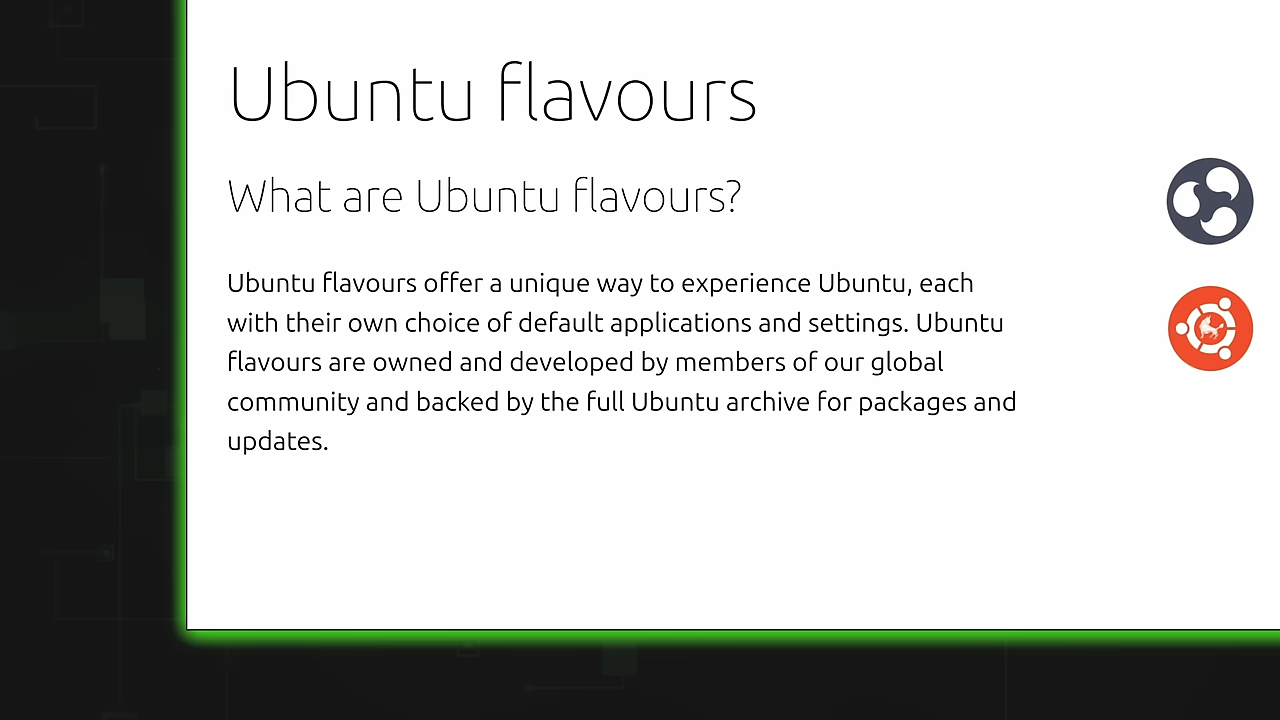 Ubuntu flavours
What are Ubuntu flavours?
Ubuntu flavours offer a unique way to experience Ubuntu, each
with their own choice of default applications and settings. Ubuntu
flavours are owned and developed by members of our global
community and backed by the full Ubuntu archive for packages and
updates.